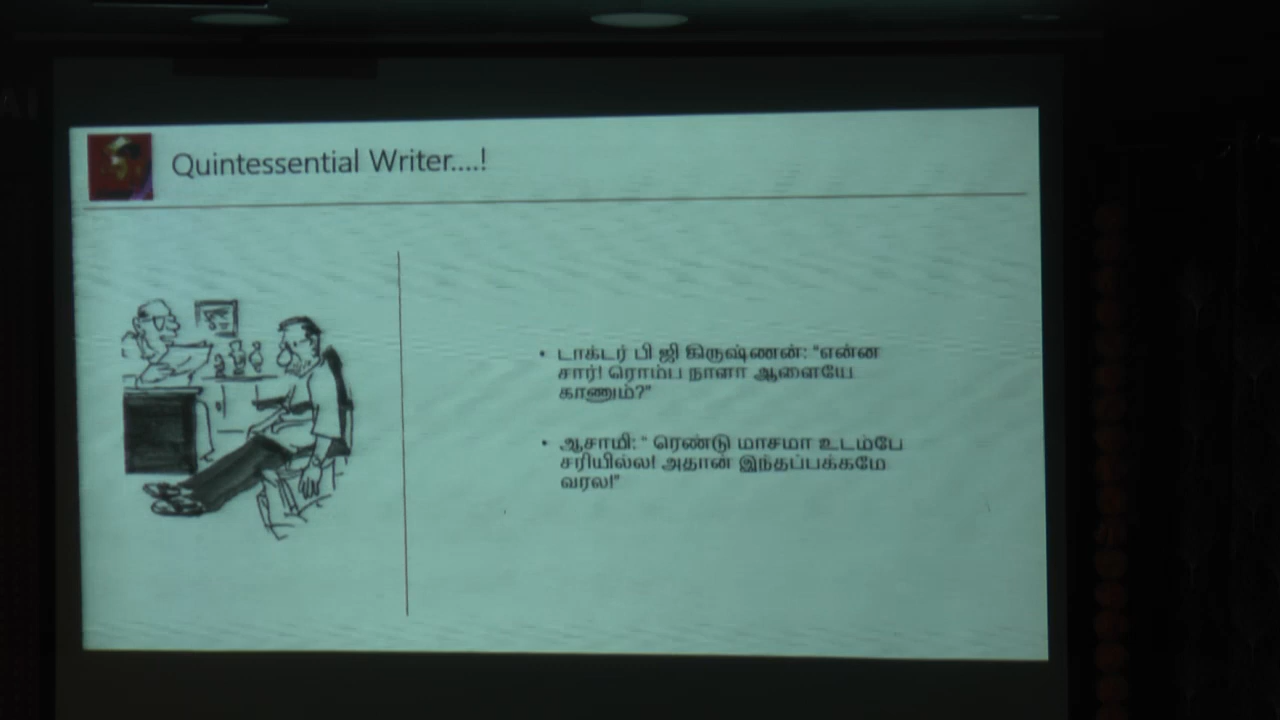 Quintessential Writer....!
• டாக்டர் பி ஜி கிருஷ்ணன்: "என்ன
சார்! ரொம்ப நாளா ஆளையே
காணும்?"
• ஆசாமி: " ரெண்டு மாசமா உடம்பே
சரியில்ல! அதான் இந்தப்பக்கமே
வரல!"